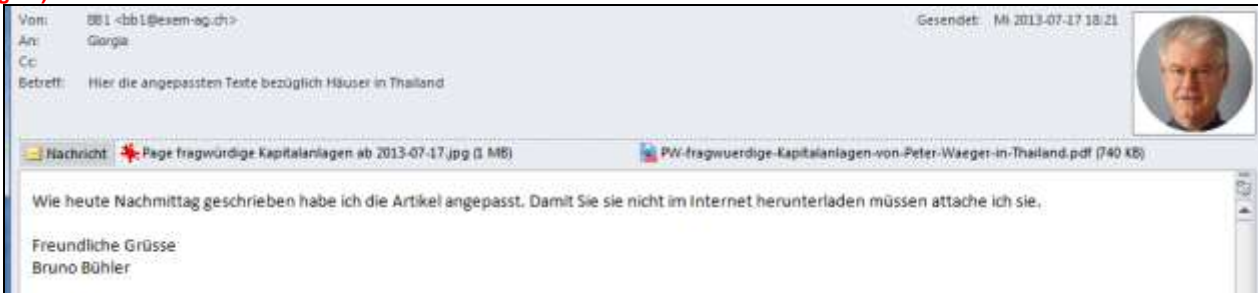 Von: BB1 <bb1@exem-ag.ch>
Gesendet: Mi 2013-07-17 18:21
An: Giorgia
Cc:
Betreff: Hier die angepassten Texte bezüglich Häuser in Thailand
Nachricht Page fragwürdige Kapitalanlagen ab 2013-07-17.jpg (1 MB) PW-fragwuerdige-Kapitalanlagen-von-Peter-Waeger-in-Thailand.pdf (740 KB)
Wie heute Nachmittag geschrieben habe ich die Artikel angepasst. Damit Sie sie nicht im Internet herunterladen müssen attache ich sie.
Freundliche Grüsse
Bruno Bühler